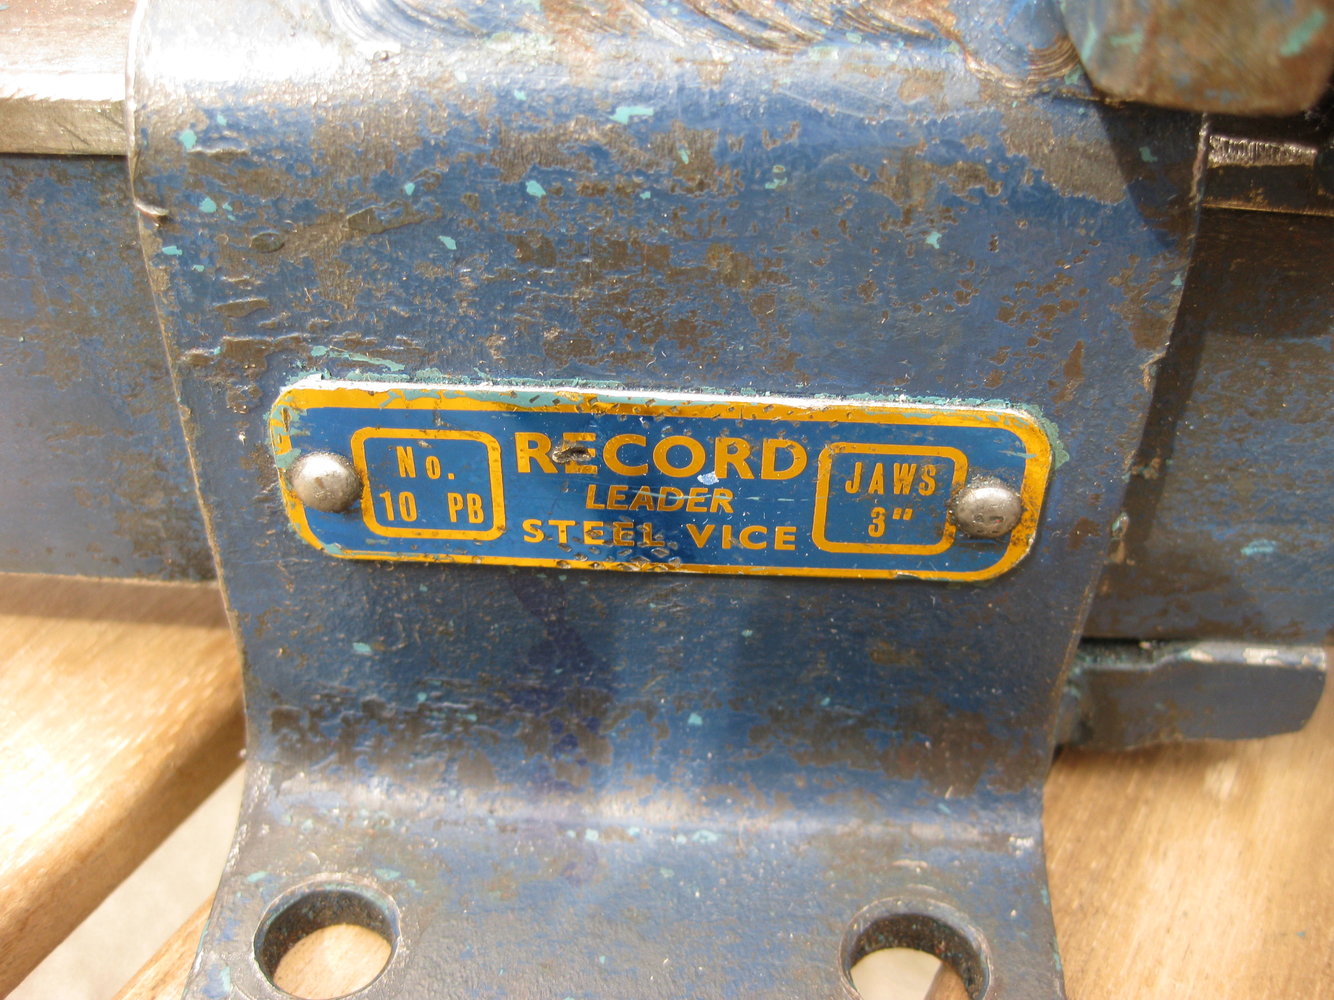 No.
10 PB
RECORD
LEADER
STEEL VICE
JAWS
3"